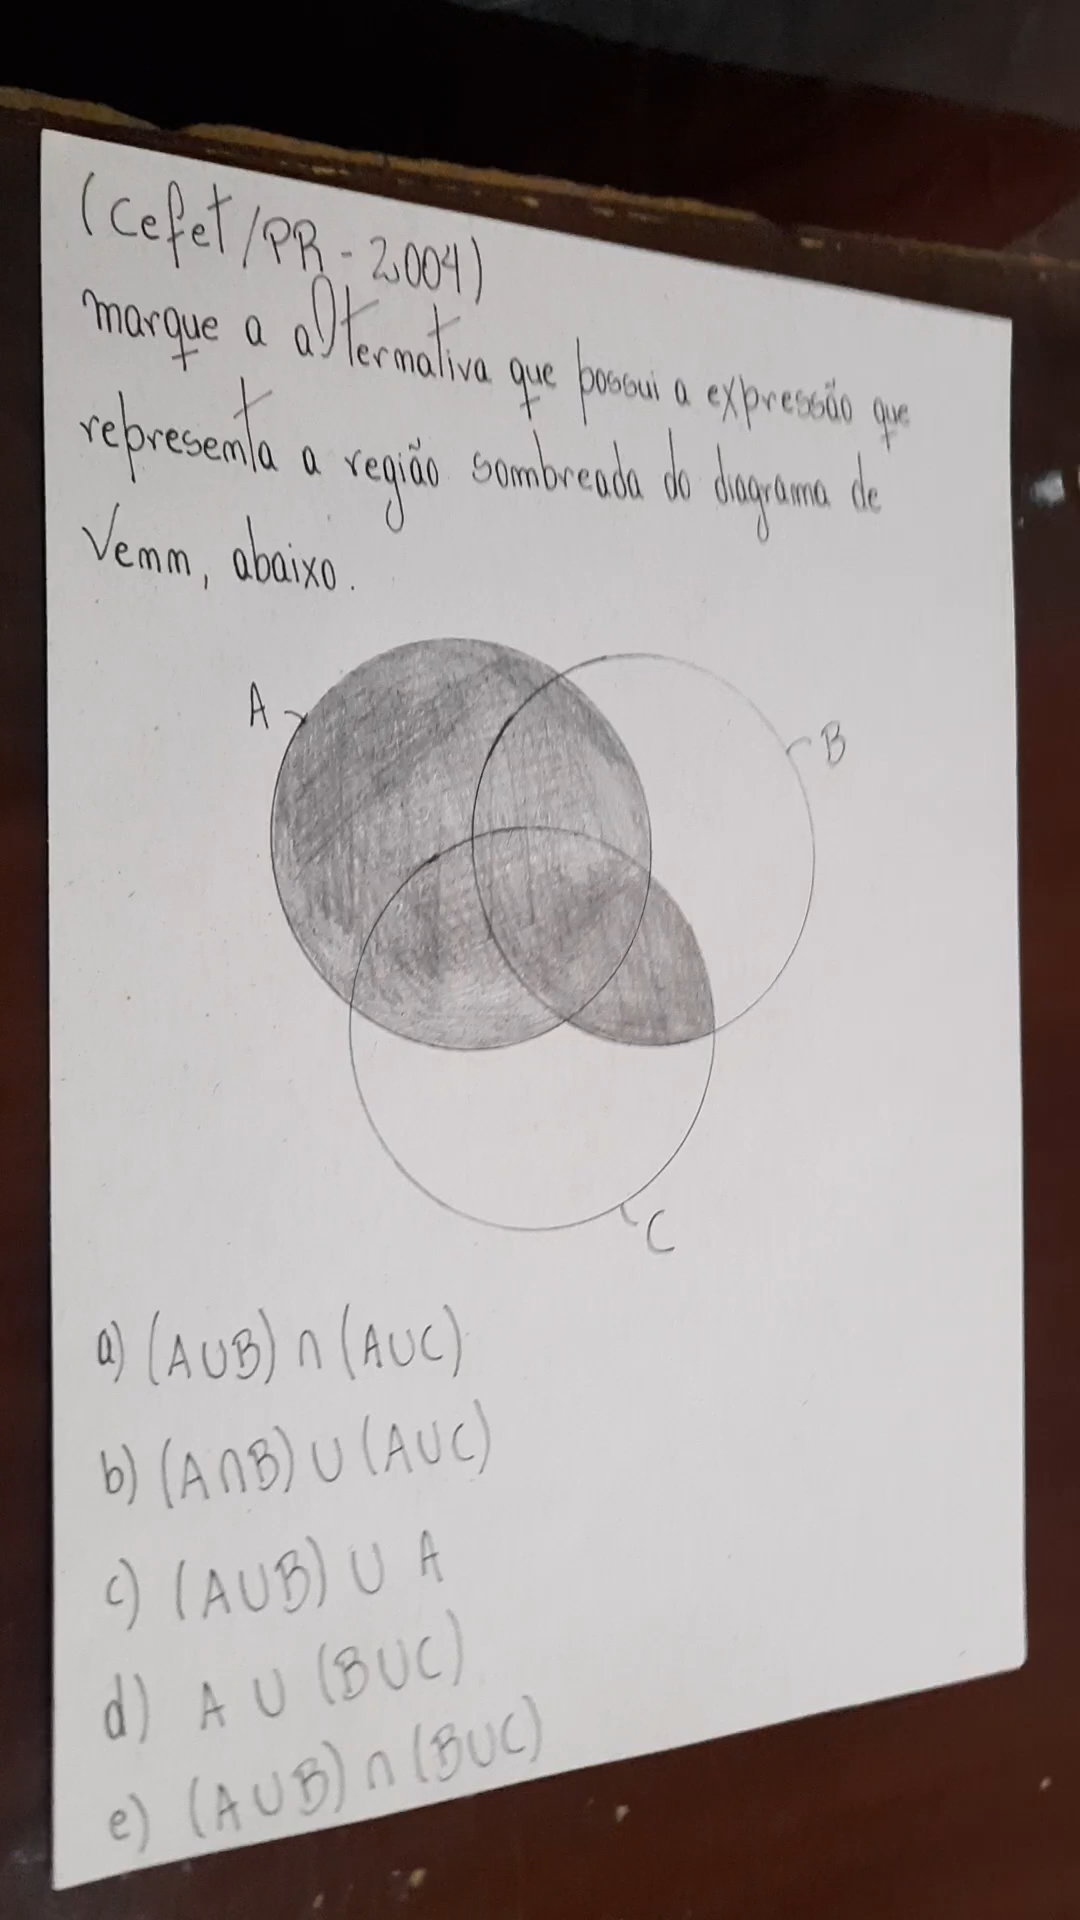 (Cefet/PR - 2004)
marque a alternativa que possui a expressão que
representa a região sombreada do diagrama de
Venn, abaixo.
A
B
C
a) (A∪B) ∩ (A∪C)
b) (A∩B) ∪ (A∪C)
c) (A∪B) ∪ A
d) A ∪ (B∪C)
e) (A∪B) ∩ (B∪C)